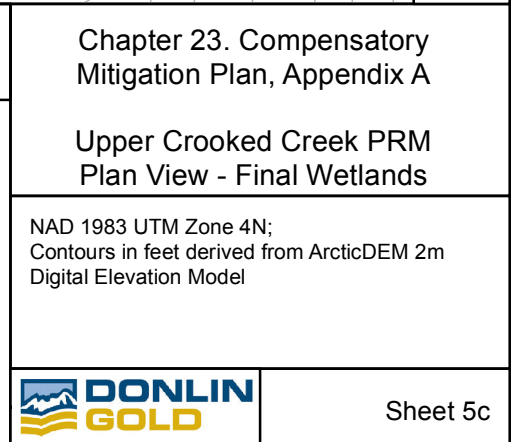 Chapter 23. Compensatory
Mitigation Plan, Appendix A
Upper Crooked Creek PRM
Plan View - Final Wetlands
NAD 1983 UTM Zone 4N;
Contours in feet derived from ArcticDEM 2m
Digital Elevation Model
DONLIN
GOLD
Sheet 5c